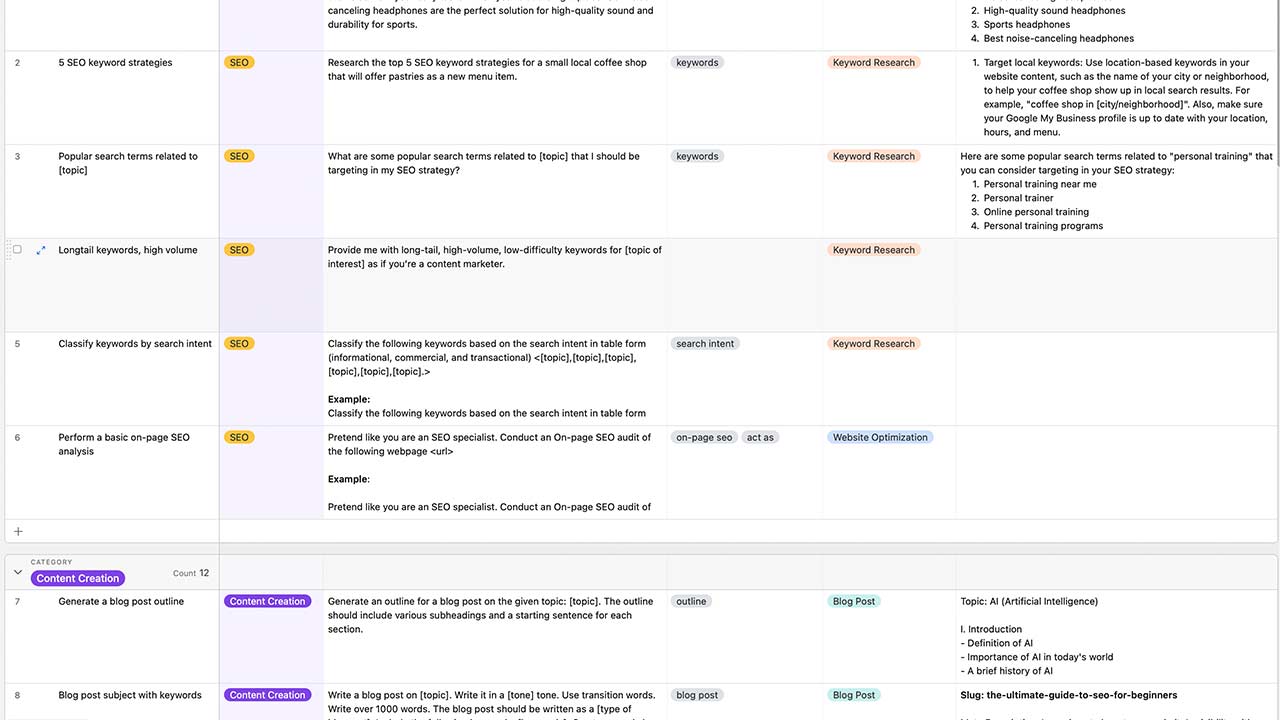 canceling headphones are the perfect solution for high-quality sound and
durability for sports.
2. High-quality sound headphones
3. Sports headphones
4. Best noise-canceling headphones
2
5 SEO keyword strategies
SEO
Research the top 5 SEO keyword strategies for a small local coffee shop
that will offer pastries as a new menu item.
keywords
Keyword Research
1. Target local keywords: Use location-based keywords in your
website content, such as the name of your city or neighborhood,
to help your coffee shop show up in local search results. For
example, "coffee shop in [city/neighborhood]". Also, make sure
your Google My Business profile is up to date with your location,
hours, and menu.
3
Popular search terms related to
[topic]
SEO
What are some popular search terms related to [topic] that I should be
targeting in my SEO strategy?
keywords
Keyword Research
Here are some popular search terms related to "personal training" that
you can consider targeting in your SEO strategy:
1. Personal training near me
2. Personal trainer
3. Online personal training
4. Personal training programs
Longtail keywords, high volume
SEO
Provide me with long-tail, high-volume, low-difficulty keywords for [topic of
interest] as if you're a content marketer.
Keyword Research
5
Classify keywords by search intent
SEO
Classify the following keywords based on the search intent in table form
(informational, commercial, and transactional) <[topic],[topic],[topic],
[topic],[topic],[topic].>
Example:
Classify the following keywords based on the search intent in table form
search intent
Keyword Research
6
Perform a basic on-page SEO
analysis
SEO
Pretend like you are an SEO specialist. Conduct an On-page SEO audit of
the following webpage <url>
Example:
Pretend like you are an SEO specialist. Conduct an On-page SEO audit of
on-page seo
act as
Website Optimization
+
CATEGORY
Content Creation
Count 12
7
Generate a blog post outline
Content Creation
Generate an outline for a blog post on the given topic: [topic]. The outline
should include various subheadings and a starting sentence for each
section.
outline
Blog Post
Topic: AI (Artificial Intelligence)
I. Introduction
- Definition of AI
- Importance of AI in today's world
- A brief history of AI
8
Blog post subject with keywords
Content Creation
Write a blog post on [topic]. Write it in a [tone] tone. Use transition words.
Write over 1000 words. The blog post should be written as a [type of
blog post
Blog Post
Slug: the-ultimate-guide-to-seo-for-beginners